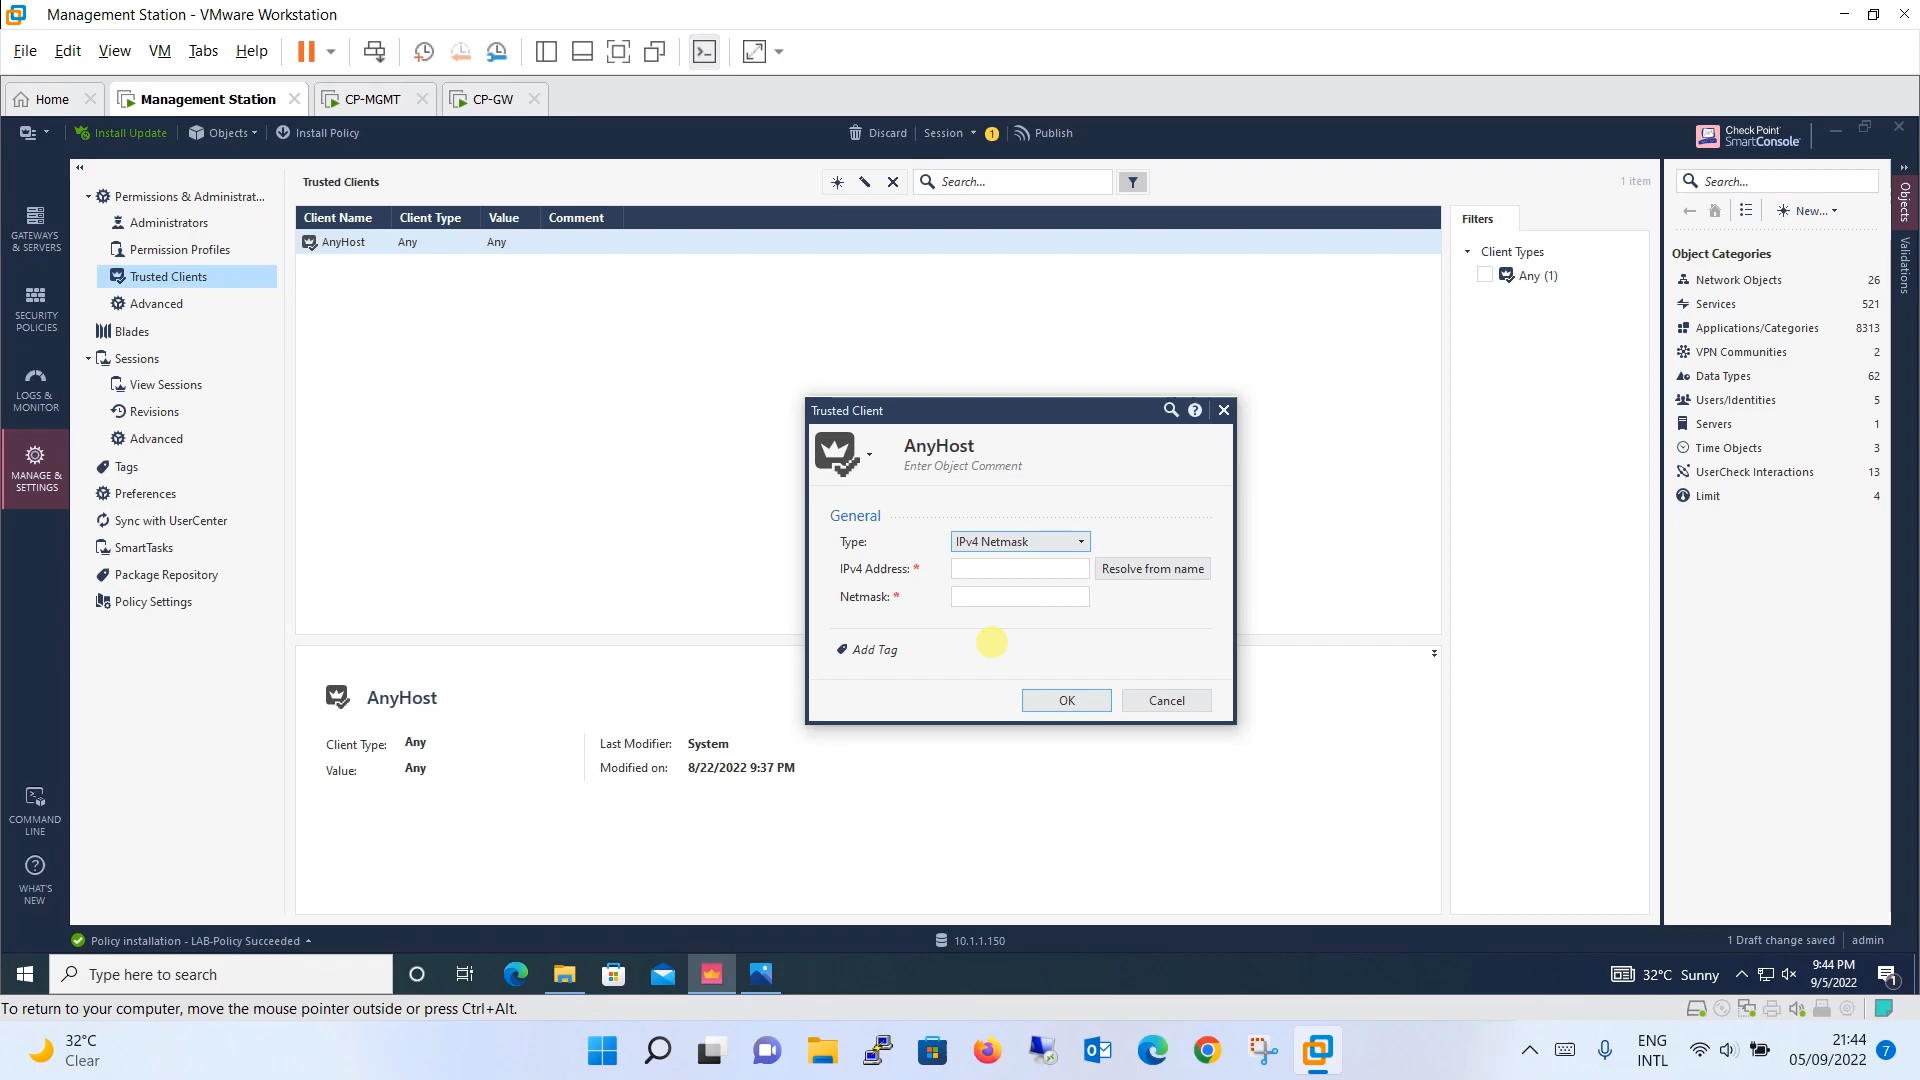 Management Station - VMware Workstation
File Edit View VM Tabs Help
Home Management Station CP-MGMT CP-GW
Install Update Objects Install Policy Discard Session 1 Publish Check Point SmartConsole
GATEWAYS & SERVERS
SECURITY POLICIES
LOGS & MONITOR
MANAGE & SETTINGS
COMMAND LINE
WHAT'S NEW
Permissions & Administrat...
Administrators
Permission Profiles
Trusted Clients
Advanced
Blades
Sessions
View Sessions
Revisions
Advanced
Tags
Preferences
Sync with UserCenter
SmartTasks
Package Repository
Policy Settings
Trusted Clients Search... 1 item
Client Name Client Type Value Comment
AnyHost Any Any
Filters
Client Types
Any (1)
Trusted Client
AnyHost
Enter Object Comment
General
Type: IPv4 Netmask
IPv4 Address: * Resolve from name
Netmask: *
Add Tag
OK Cancel
AnyHost
Client Type: Any Last Modifier: System
Value: Any Modified on: 8/22/2022 9:37 PM
Search...
New...
Object Categories
Network Objects 26
Services 521
Applications/Categories 8313
VPN Communities 2
Data Types 62
Users/Identities 5
Servers 1
Time Objects 3
UserCheck Interactions 13
Limit 4
Objects
Validations
Policy installation - LAB-Policy Succeeded 10.1.1.150 1 Draft change saved admin
Type here to search 32°C Sunny 9:44 PM
9/5/2022 1
To return to your computer, move the mouse pointer outside or press Ctrl+Alt.
32°C
Clear
ENG
INTL
21:44
05/09/2022 7